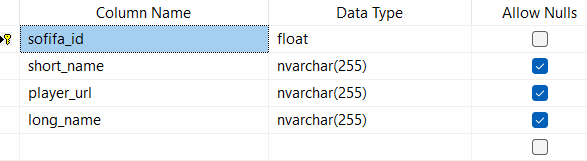 Column Name Data Type Allow Nulls
sofifa_id float
short_name nvarchar(255)
player_url nvarchar(255)
long_name nvarchar(255)